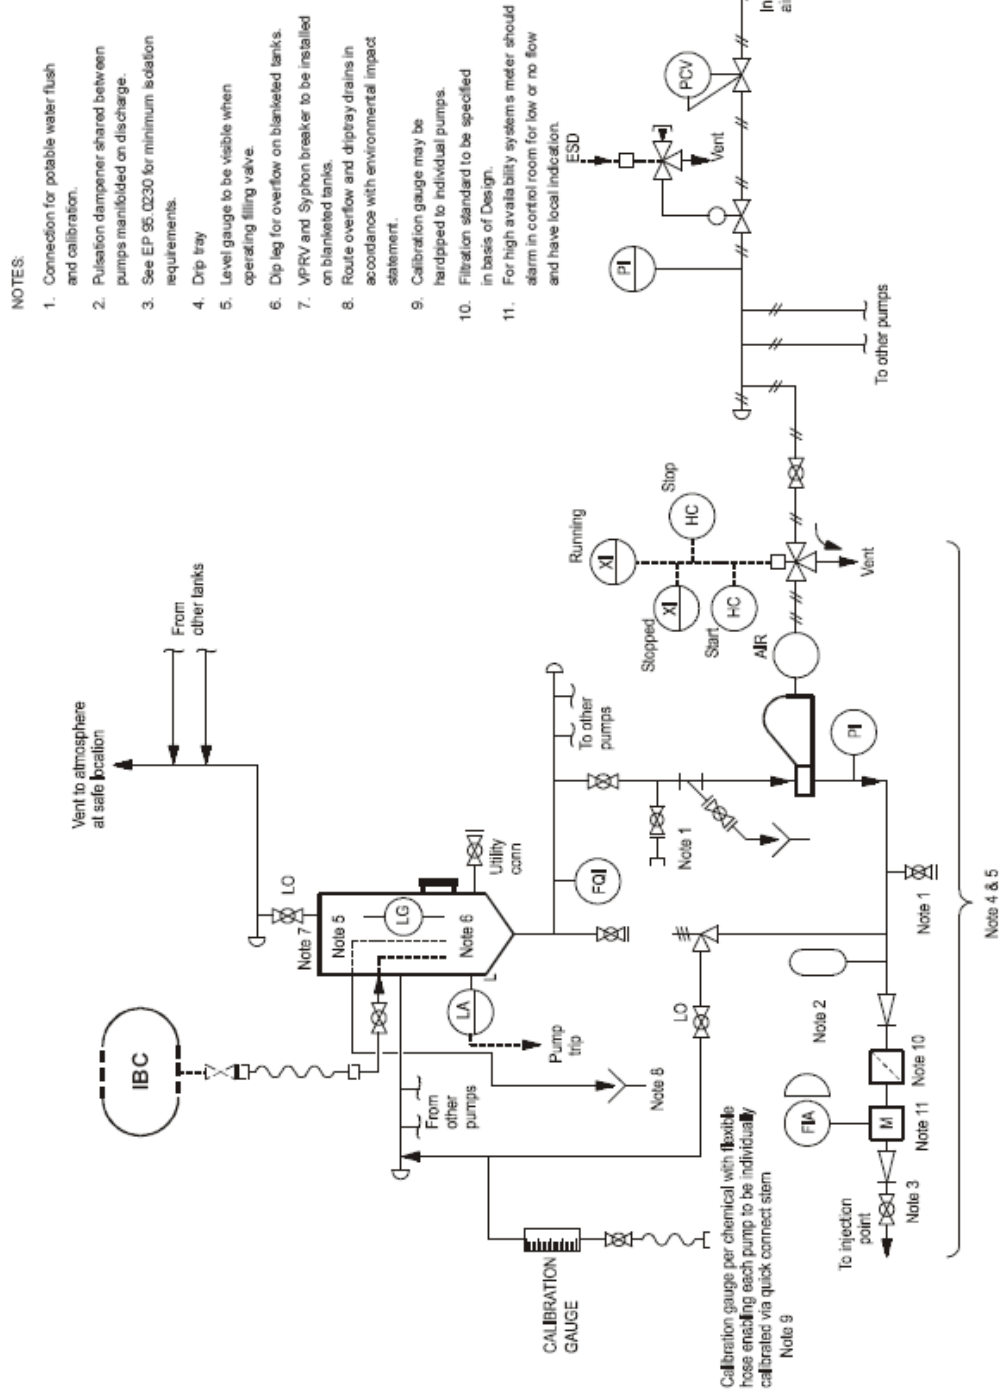 NOTES:
1. Connection for potable water flush
and calibration.
2. Pulsation dampener shared between
pumps manifolded on discharge.
3. See EP 95.0230 for minimum isolation
requirements.
4. Drip tray
5. Level gauge to be visible when
operating filling valve.
6. Dip leg for overflow on blanketed tanks.
7. VPRV and Syphon breaker to be installed
on blanketed tanks.
8. Route overflow and driptray drains in
accordance with environmental impact
statement.
9. Calibration gauge may be
hardpiped to individual pumps.
10. Filtration standard to be specified
in basis of Design.
11. For high availability systems meter should
alarm in control room for low or no flow
and have local indication.
Vent to atmosphere
at safe location
From
other tanks
IBC
LO
Note 7
Note 5
LG
Note 6
Utility
conn
L
LA
Pump
trip
From
other
pumps
Note 8
CALIBRATION
GAUGE
Calibration gauge per chemical with flexible
hose enabling each pump to be individually
calibrated via quick connect stem
Note 9
FQI
To other
pumps
Note 1
LO
PI
Note 1
Note 2
Note 10
FIA
M
Note 11
Note 3
To injection
point
Note 4 & 5
AIR
Running
XI
Stopped
XI
Stop
HC
Start
HC
Vent
To other pumps
PI
ESD
Vent
PCV